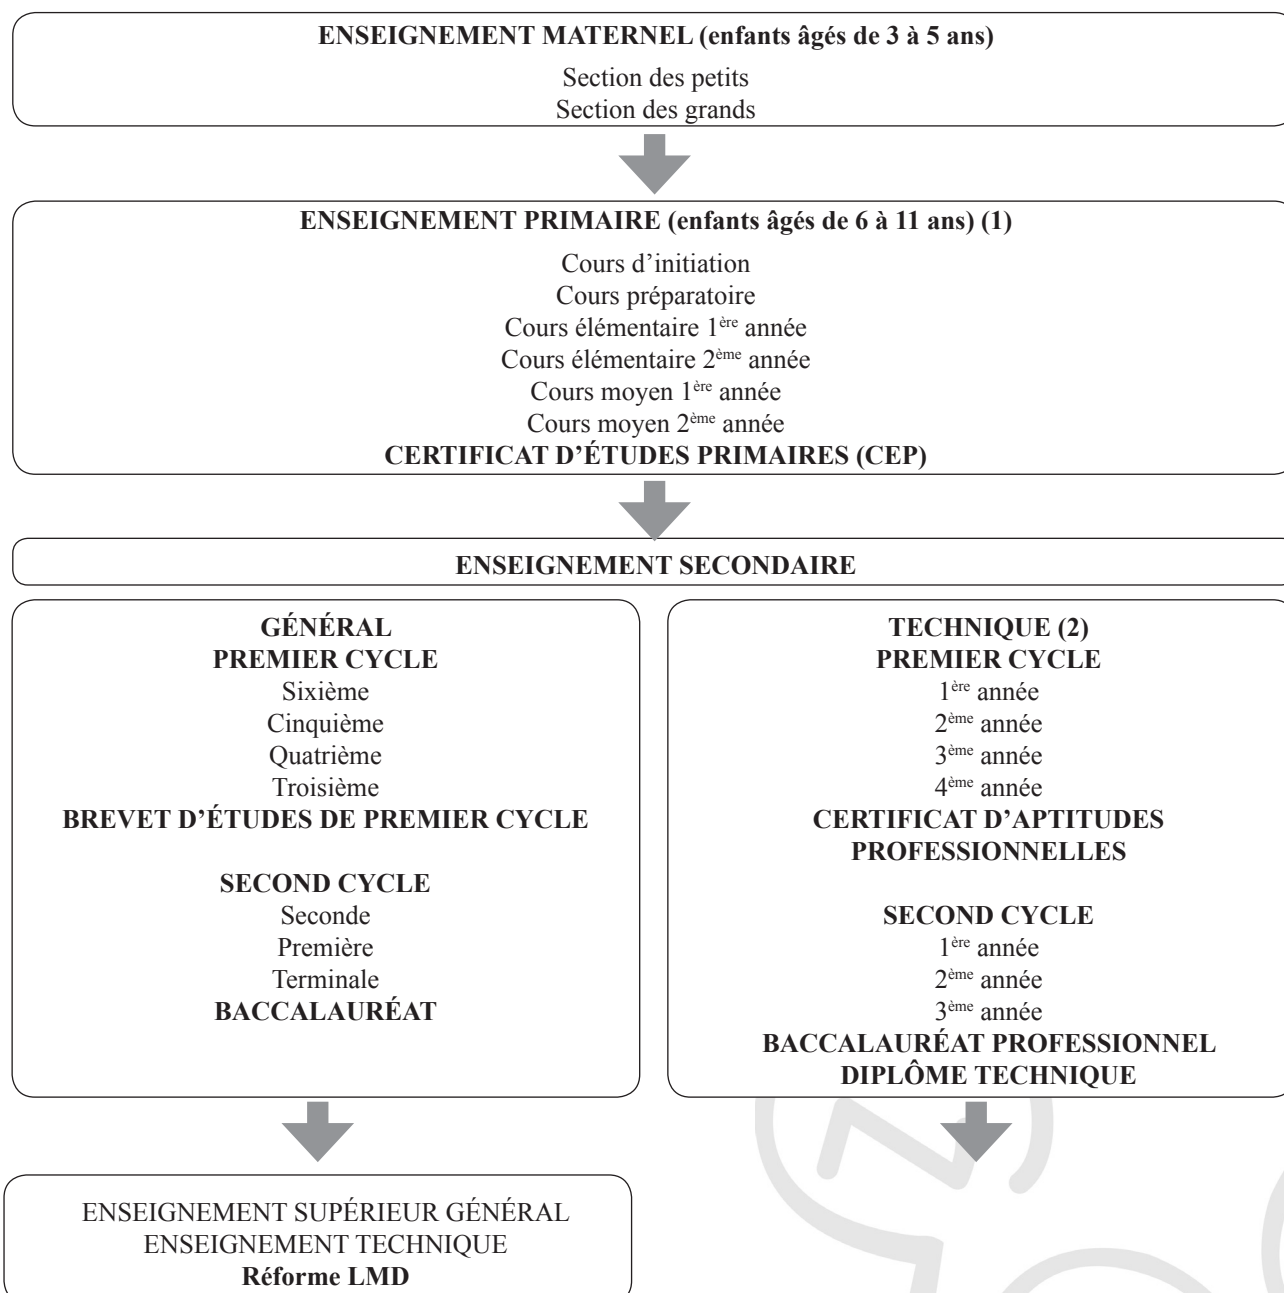 ENSEIGNEMENT MATERNEL (enfants âgés de 3 à 5 ans)
Section des petits
Section des grands
ENSEIGNEMENT PRIMAIRE (enfants âgés de 6 à 11 ans) (1)
Cours d’initiation
Cours préparatoire
Cours élémentaire 1ère année
Cours élémentaire 2ème année
Cours moyen 1ère année
Cours moyen 2ème année
CERTIFICAT D’ÉTUDES PRIMAIRES (CEP)
ENSEIGNEMENT SECONDAIRE
GÉNÉRAL
PREMIER CYCLE
Sixième
Cinquième
Quatrième
Troisième
BREVET D’ÉTUDES DE PREMIER CYCLE
SECOND CYCLE
Seconde
Première
Terminale
BACCALAURÉAT
TECHNIQUE (2)
PREMIER CYCLE
1ère année
2ème année
3ème année
4ème année
CERTIFICAT D’APTITUDES
PROFESSIONNELLES
SECOND CYCLE
1ère année
2ème année
3ème année
BACCALAURÉAT PROFESSIONNEL
DIPLÔME TECHNIQUE
ENSEIGNEMENT SUPÉRIEUR GÉNÉRAL
ENSEIGNEMENT TECHNIQUE
Réforme LMD